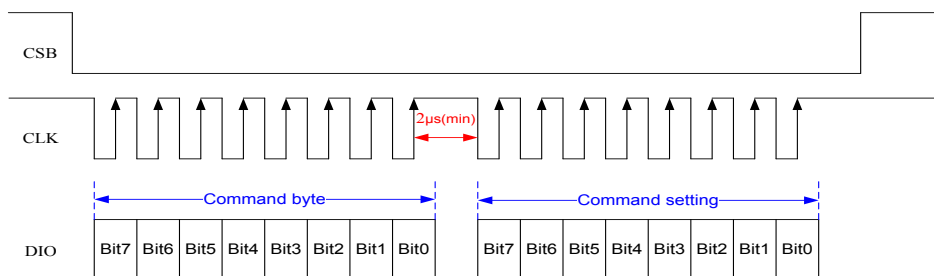 CSB
2μs(min)
CLK
Command byte
Command setting
DIO
Bit7 Bit6 Bit5 Bit4 Bit3 Bit2 Bit1 Bit0
Bit7 Bit6 Bit5 Bit4 Bit3 Bit2 Bit1 Bit0